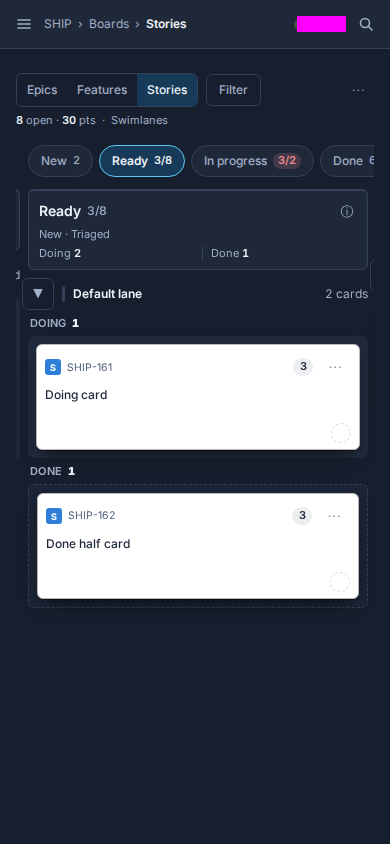 SHIP › Boards › Stories
Epics Features Stories Filter ...
8 open · 30 pts · Swimlanes
New 2 Ready 3/8 In progress 3/2 Done 6
Ready 3/8
New · Triaged
Doing 2 Done 1
Default lane 2 cards
DOING 1
S SHIP-161 3 ...
Doing card
DONE 1
S SHIP-162 3 ...
Done half card